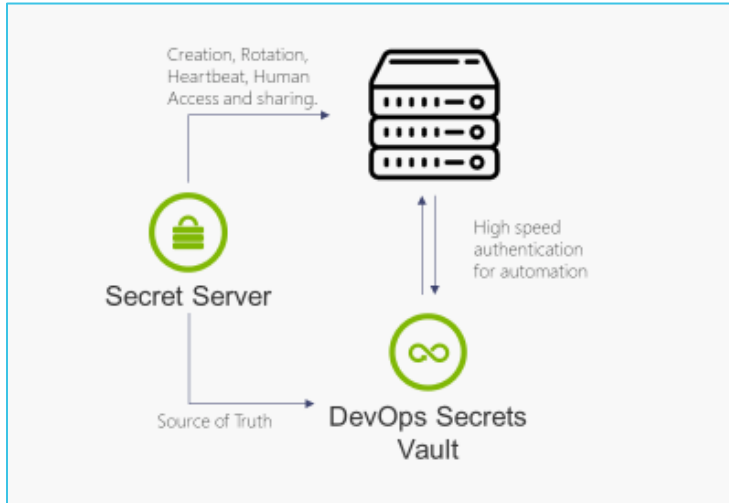 Creation, Rotation,
Heartbeat, Human
Access and sharing.
High speed
authentication
for automation
Secret Server
Source of Truth
DevOps Secrets
Vault